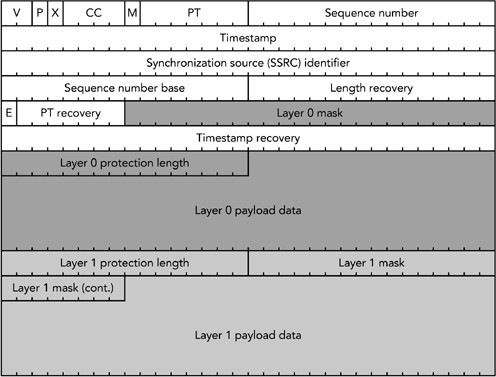 V P X CC M PT Sequence number
Timestamp
Synchronization source (SSRC) identifier
Sequence number base Length recovery
E PT recovery Layer 0 mask
Timestamp recovery
Layer 0 protection length
Layer 0 payload data
Layer 1 protection length Layer 1 mask
Layer 1 mask (cont.)
Layer 1 payload data